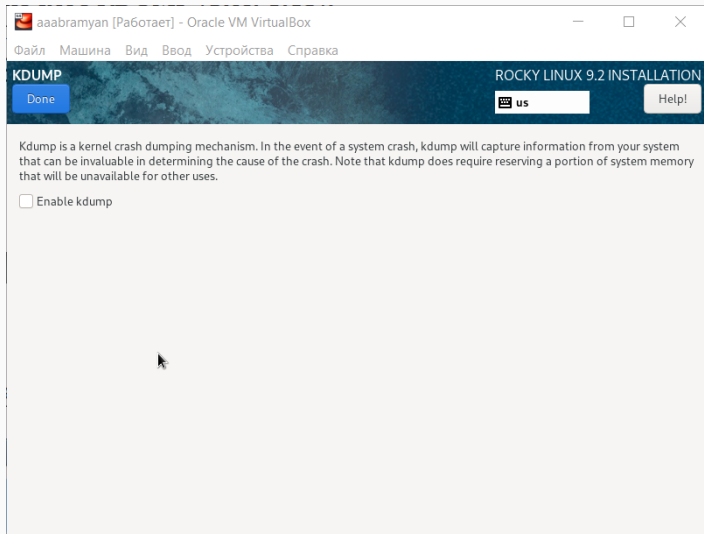 aaabramyan [Работает] - Oracle VM VirtualBox
Файл Машина Вид Ввод Устройства Справка
KDUMP
ROCKY LINUX 9.2 INSTALLATION
Done
us
Help!
Kdump is a kernel crash dumping mechanism. In the event of a system crash, kdump will capture information from your system
that can be invaluable in determining the cause of the crash. Note that kdump does require reserving a portion of system memory
that will be unavailable for other uses.
Enable kdump